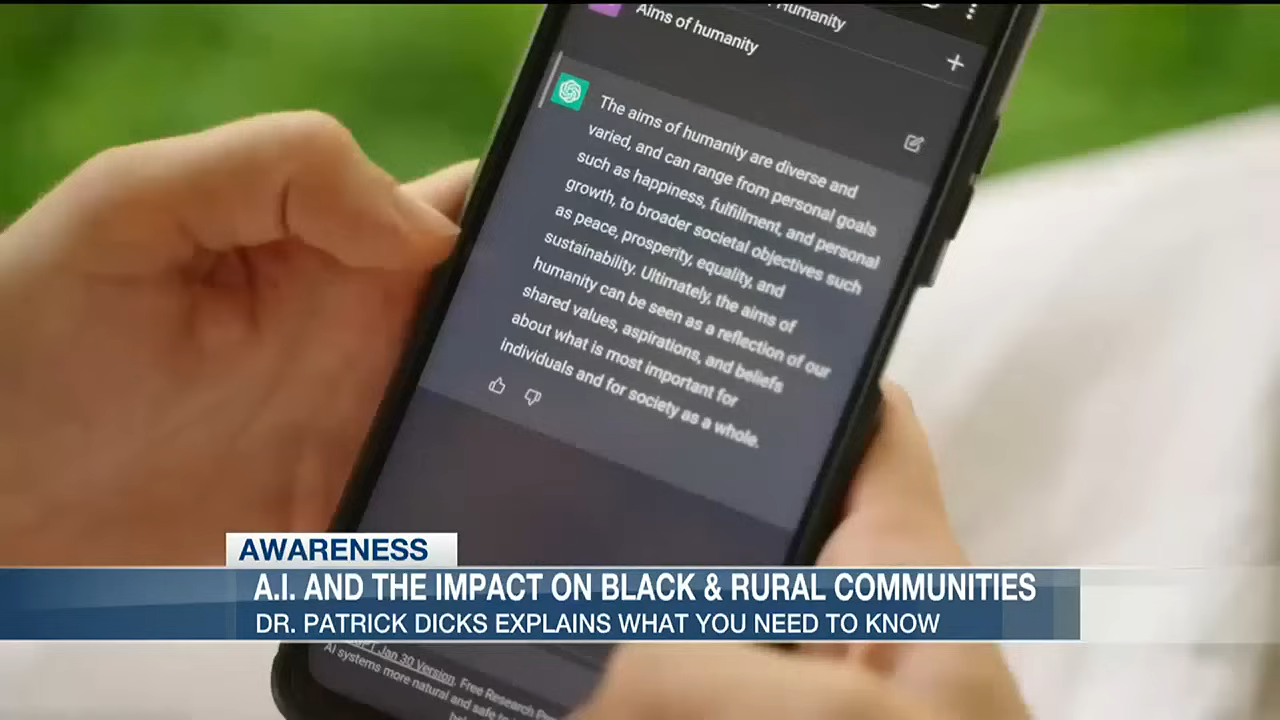 Humanity
Aims of humanity
The aims of humanity are diverse and
varied, and can range from personal goals
such as happiness, fulfillment, and personal
growth, to broader societal objectives such
as peace, prosperity, equality, and
sustainability. Ultimately, the aims of
humanity can be seen as a reflection of our
shared values, aspirations, and beliefs
about what is most important for
individuals and for society as a whole.
AWARENESS
A.I. AND THE IMPACT ON BLACK & RURAL COMMUNITIES
DR. PATRICK DICKS EXPLAINS WHAT YOU NEED TO KNOW
Jan 30 Version. Free Research
AI systems more natural and safe to